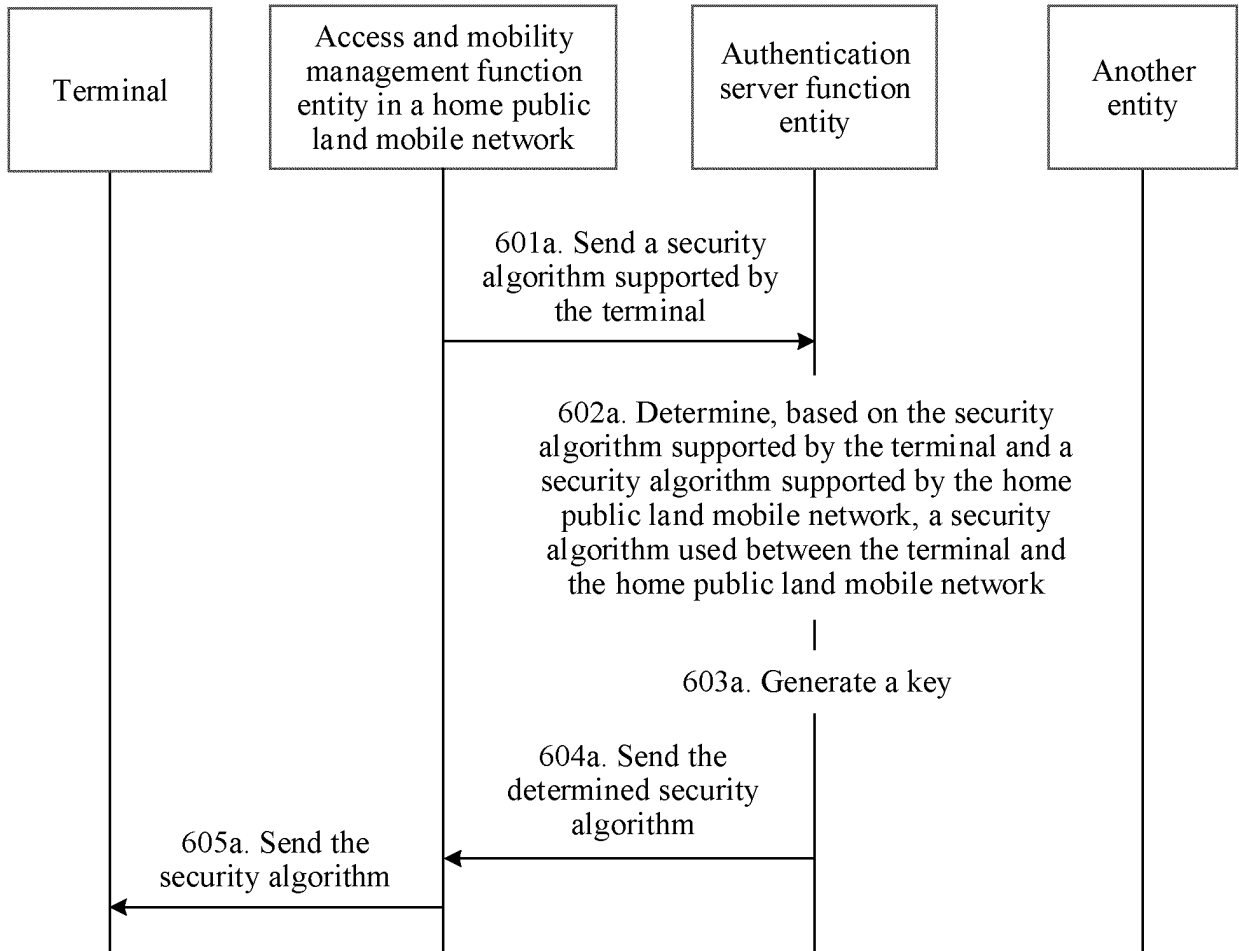 Terminal
Access and mobility
management function
entity in a home public
land mobile network
Authentication
server function
entity
Another
entity
601a. Send a security
algorithm supported by
the terminal
602a. Determine, based on the security
algorithm supported by the terminal and a
security algorithm supported by the home
public land mobile network, a security
algorithm used between the terminal and
the home public land mobile network
603a. Generate a key
604a. Send the
determined security
algorithm
605a. Send the
security algorithm